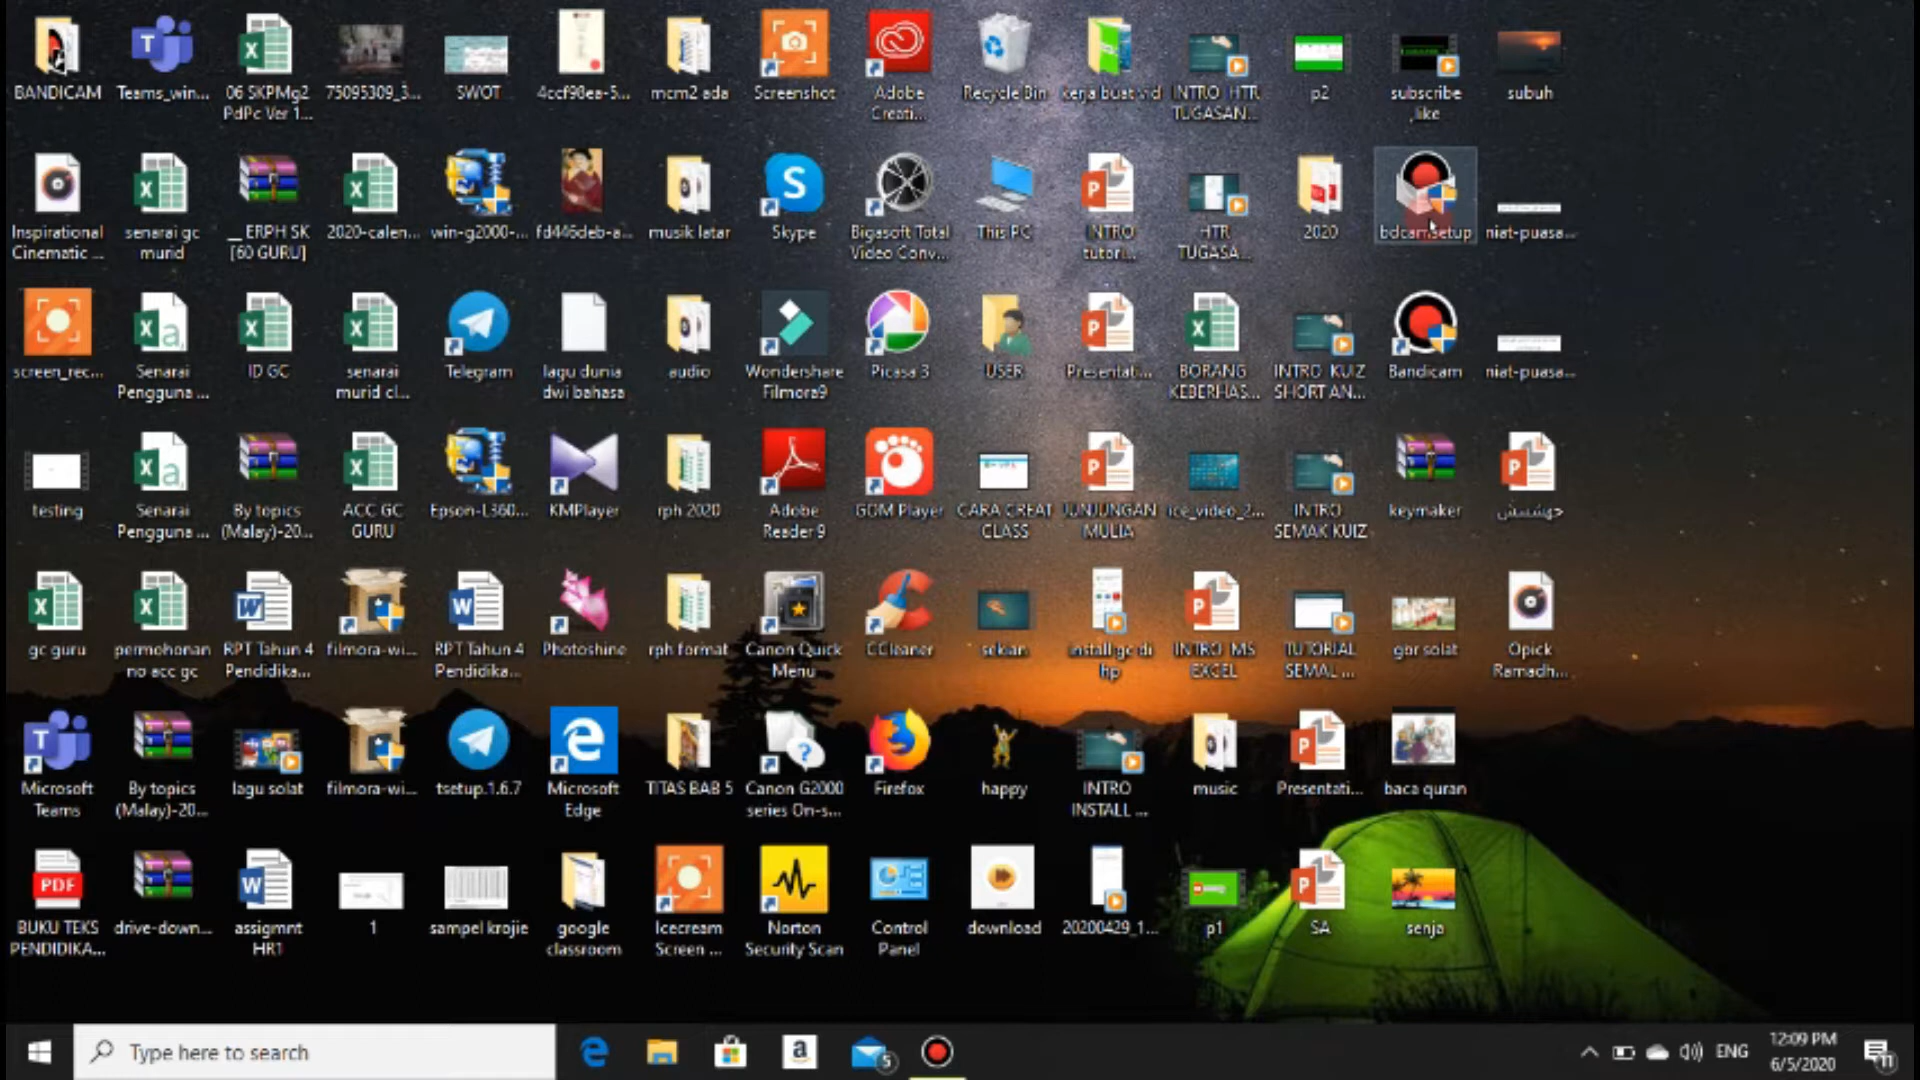 BANDICAM
Teams_win...
06 SKPMg2
PdPc Ver 1...
75095309_3...
SWOT
4ccf98ea-5...
mcm2 ada
Screenshot
Adobe
Creati...
Recycle Bin
kerja buat vid
INTRO HTR
TUGASAN...
p2
subscribe
,like
subuh
Inspirational
Cinematic ...
senarai gc
murid
__ERPH SK
[60 GURU]
2020-calen...
win-g2000-...
fd446deb-a...
musik latar
Skype
Bigasoft Total
Video Conv...
This PC
INTRO
tutori...
HTR
TUGASA...
2020
bdcamsetup
niat-puasa...
screen_rec...
Senarai
Pengguna ...
ID GC
senarai
murid cl...
Telegram
lagu dunia
dwi bahasa
audio
Wondershare
Filmora9
Picasa 3
USER
Presentati...
BORANG
KEBERHAS...
INTRO KUIZ
SHORT AN...
Bandicam
niat-puasa...
testing
Senarai
Pengguna ...
By topics
(Malay)-20...
ACC GC
GURU
Epson-L360...
KMPlayer
rph 2020
Adobe
Reader 9
GOM Player
CARA CREAT
CLASS
JUNJUNGAN
MULIA
ice_video_2...
INTRO
SEMAK KUIZ
keymaker
gc guru
permohonan
no acc gc
RPT Tahun 4
Pendidika...
filmora-wi...
RPT Tahun 4
Pendidika...
Photoshine
rph format
Canon Quick
Menu
CCleaner
sekian
install gc di
hp
INTRO MS
EXCEL
TUTORIAL
SEMAL ...
gbr solat
Opick
Ramadh...
Microsoft
Teams
By topics
(Malay)-20...
lagu solat
filmora-wi...
tsetup.1.6.7
Microsoft
Edge
TITAS BAB 5
Canon G2000
series On-s...
Firefox
happy
INTRO
INSTALL ...
music
Presentati...
baca quran
PDF
BUKU TEKS
PENDIDIKA...
drive-down...
assigmnt
HR1
1
sampel krojie
google
classroom
Icecream
Screen ...
Norton
Security Scan
Control
Panel
download
20200429_1...
p1
SA
senja
Type here to search
5
ENG
12:09 PM
6/5/2020
11